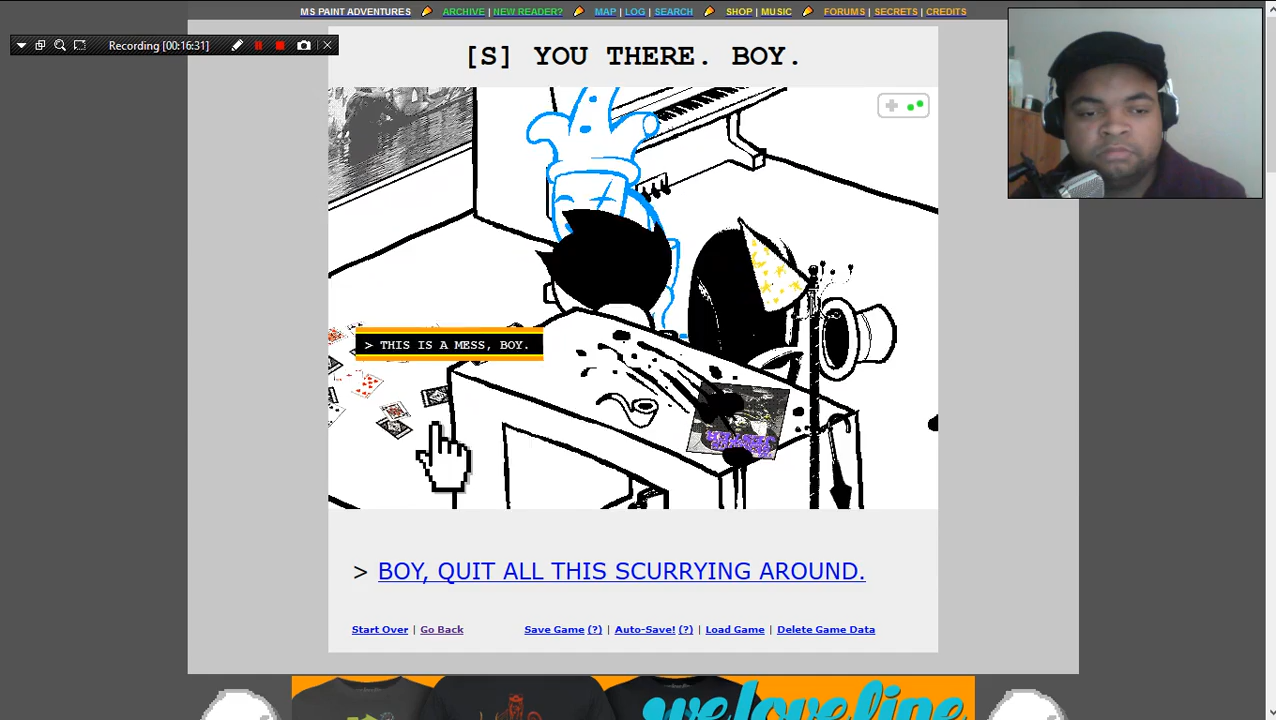 MS PAINT ADVENTURES ARCHIVE | NEW READER? MAP | LOG | SEARCH SHOP | MUSIC FORUMS | SECRETS | CREDITS
Recording [00:16:31]
[S] YOU THERE. BOY.
> THIS IS A MESS, BOY.
> BOY, QUIT ALL THIS SCURRYING AROUND.
Start Over | Go Back Save Game (?) | Auto-Save! (?) | Load Game | Delete Game Data
welovefine